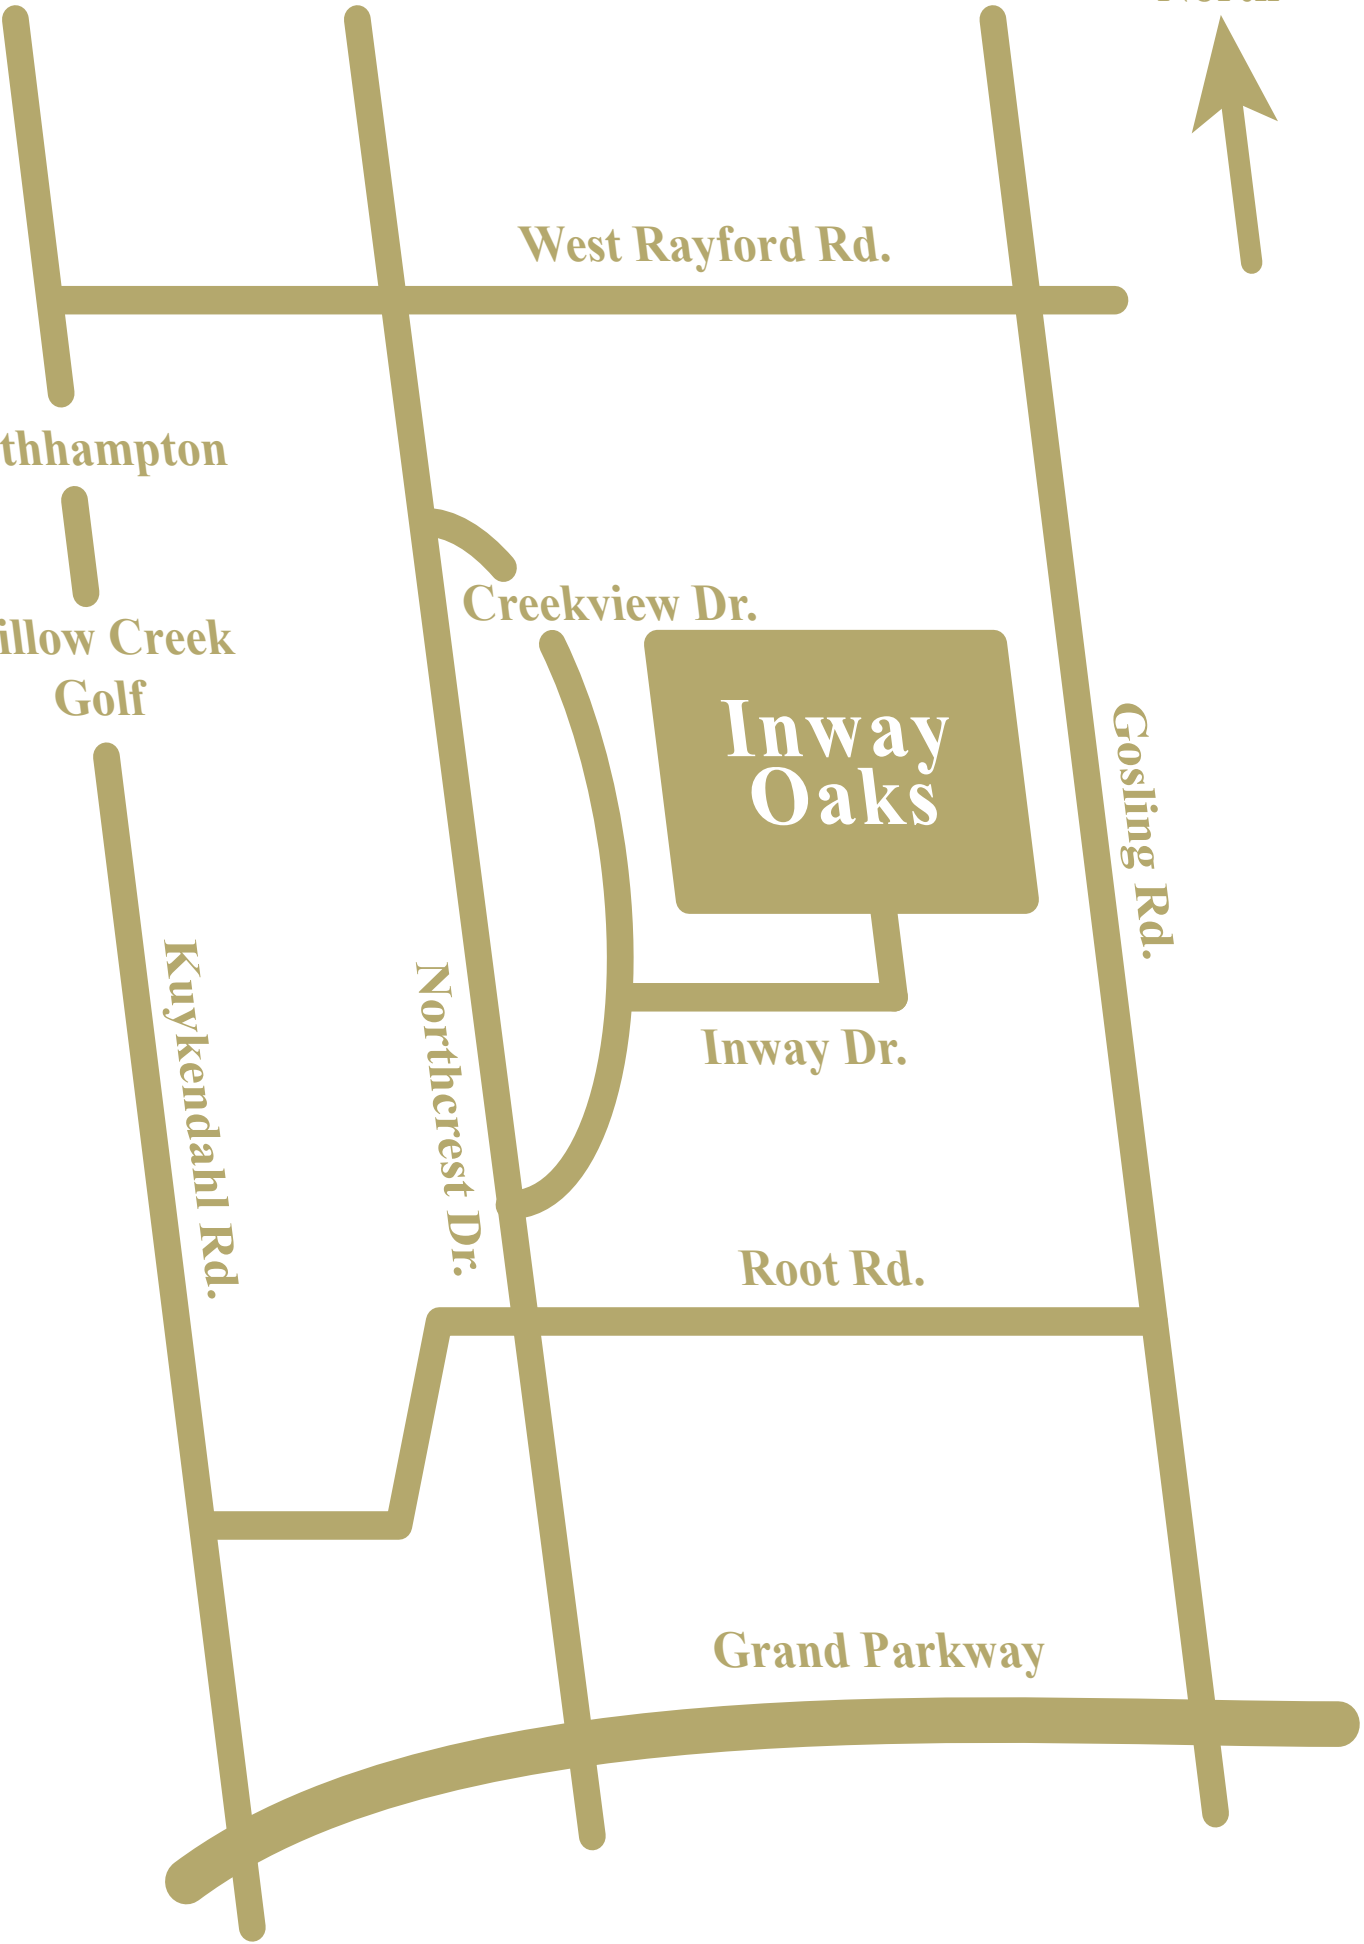 West Rayford Rd.
thhampton
Creekview Dr.
illow Creek
Golf
Inway
Oaks
Gosling Rd.
Kuykendahl Rd.
Northcrest Dr.
Inway Dr.
Root Rd.
Grand Parkway